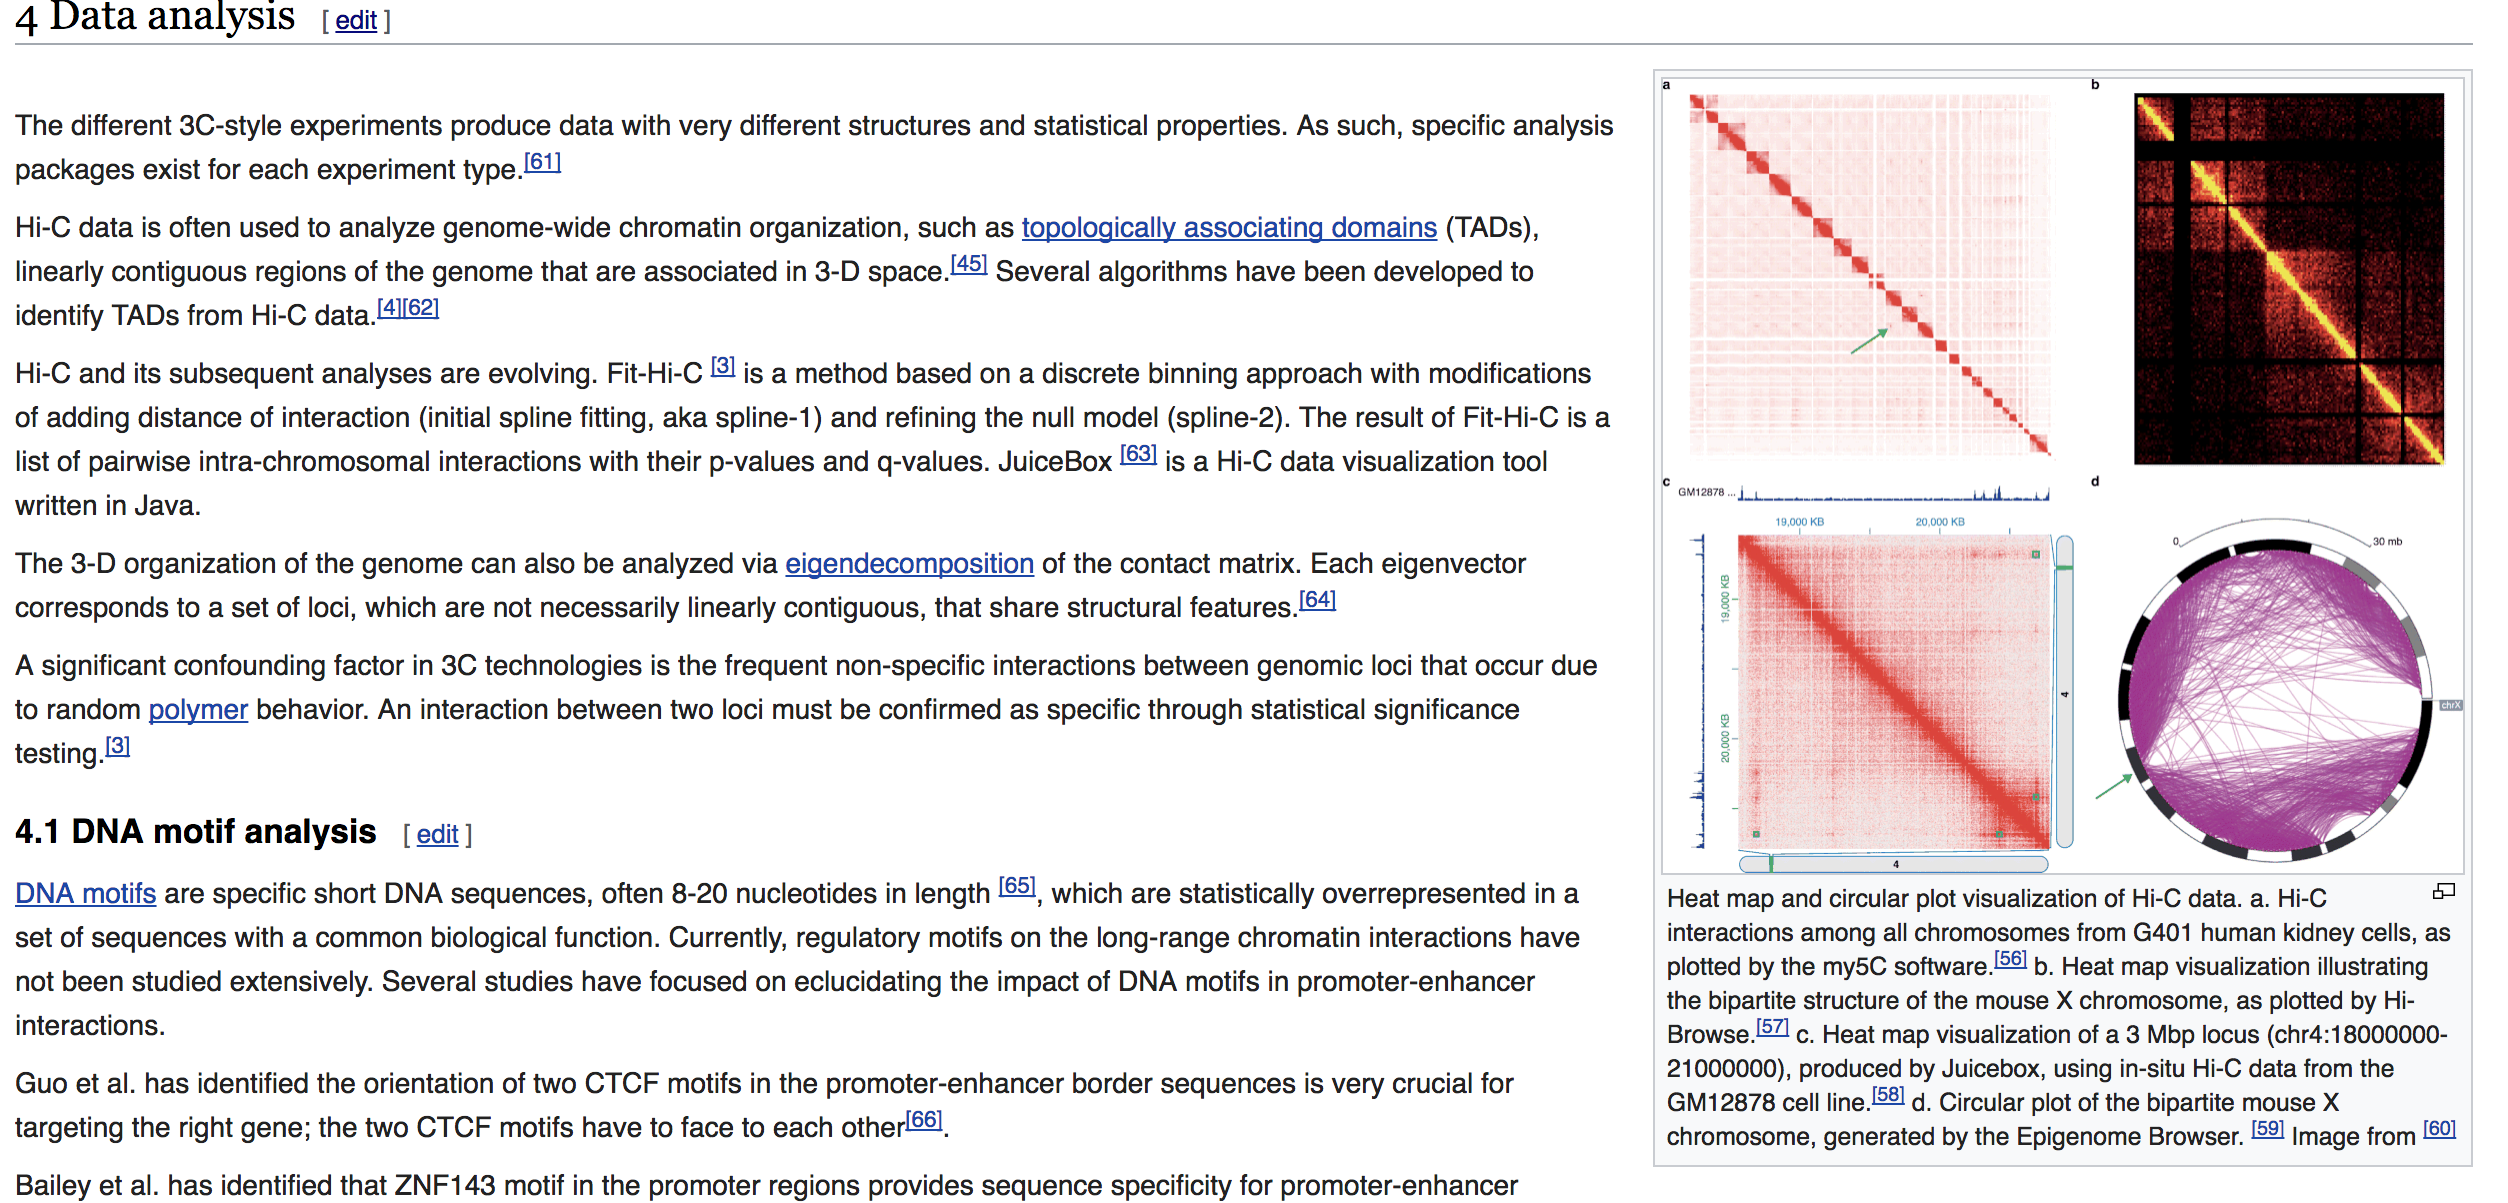 4 Data analysis [ edit ]
The different 3C-style experiments produce data with very different structures and statistical properties. As such, specific analysis
packages exist for each experiment type.[61]
Hi-C data is often used to analyze genome-wide chromatin organization, such as topologically associating domains (TADs),
linearly contiguous regions of the genome that are associated in 3-D space.[45] Several algorithms have been developed to
identify TADs from Hi-C data.[4][62]
Hi-C and its subsequent analyses are evolving. Fit-Hi-C [3] is a method based on a discrete binning approach with modifications
of adding distance of interaction (initial spline fitting, aka spline-1) and refining the null model (spline-2). The result of Fit-Hi-C is a
list of pairwise intra-chromosomal interactions with their p-values and q-values. JuiceBox [63] is a Hi-C data visualization tool
written in Java.
The 3-D organization of the genome can also be analyzed via eigendecomposition of the contact matrix. Each eigenvector
corresponds to a set of loci, which are not necessarily linearly contiguous, that share structural features.[64]
A significant confounding factor in 3C technologies is the frequent non-specific interactions between genomic loci that occur due
to random polymer behavior. An interaction between two loci must be confirmed as specific through statistical significance
testing.[3]
4.1 DNA motif analysis [ edit ]
DNA motifs are specific short DNA sequences, often 8-20 nucleotides in length [65], which are statistically overrepresented in a
set of sequences with a common biological function. Currently, regulatory motifs on the long-range chromatin interactions have
not been studied extensively. Several studies have focused on eclucidating the impact of DNA motifs in promoter-enhancer
interactions.
Guo et al. has identified the orientation of two CTCF motifs in the promoter-enhancer border sequences is very crucial for
targeting the right gene; the two CTCF motifs have to face to each other[66].
Bailey et al. has identified that ZNF143 motif in the promoter regions provides sequence specificity for promoter-enhancer
a
b
c
GM12878 ...
19,000 KB
20,000 KB
19,000 KB
20,000 KB
4
4
d
0
30 mb
chrX
Heat map and circular plot visualization of Hi-C data. a. Hi-C
interactions among all chromosomes from G401 human kidney cells, as
plotted by the my5C software.[56] b. Heat map visualization illustrating
the bipartite structure of the mouse X chromosome, as plotted by Hi-
Browse.[57] c. Heat map visualization of a 3 Mbp locus (chr4:18000000-
21000000), produced by Juicebox, using in-situ Hi-C data from the
GM12878 cell line.[58] d. Circular plot of the bipartite mouse X
chromosome, generated by the Epigenome Browser. [59] Image from [60]